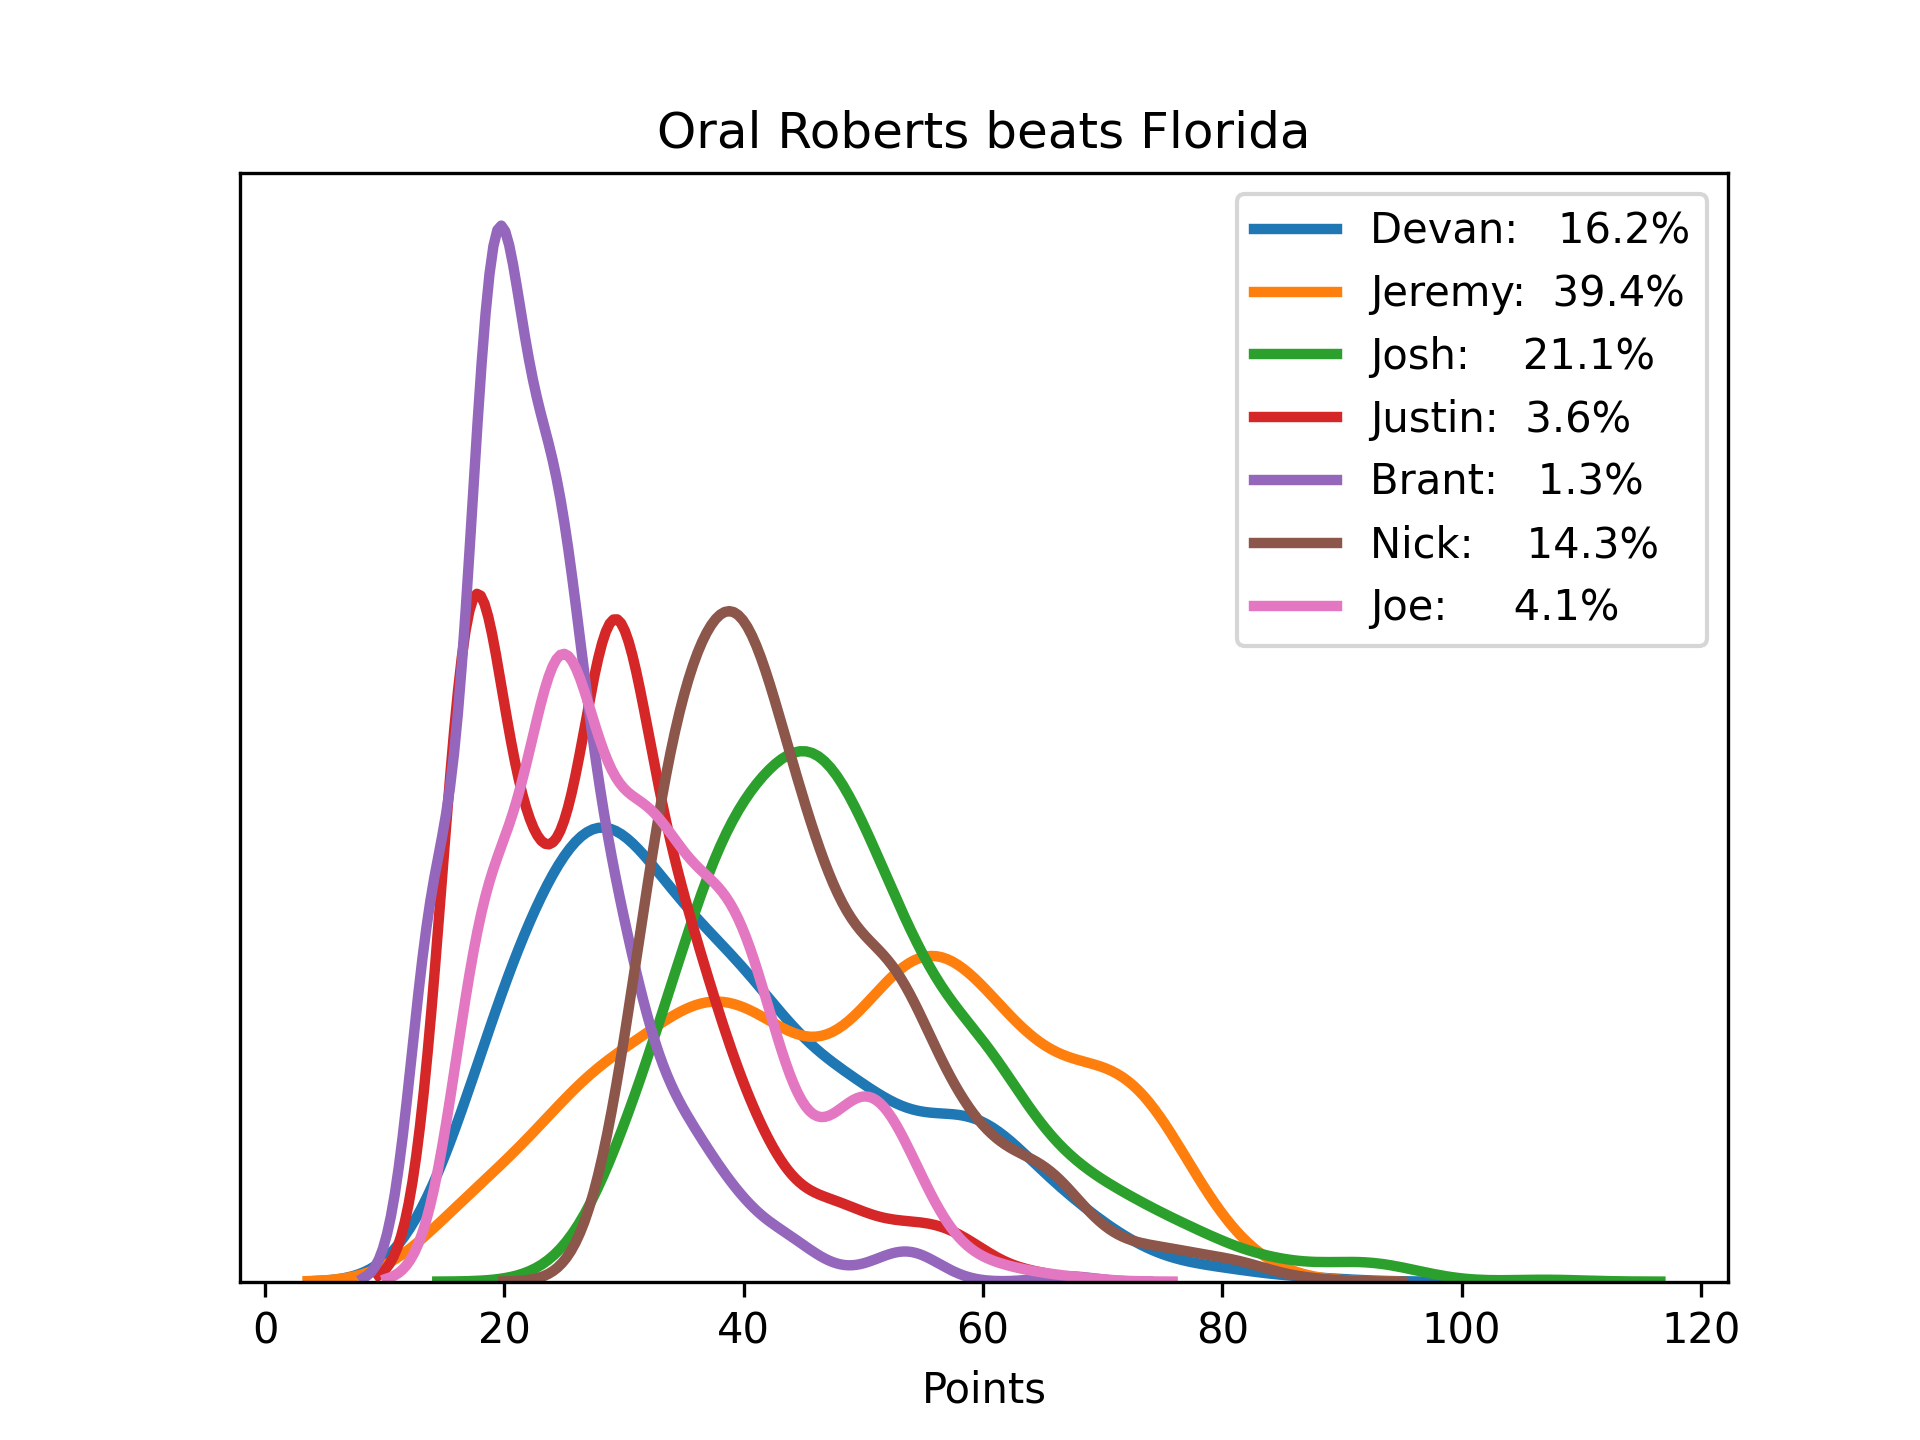 Oral Roberts beats Florida
Devan: 16.2%
Jeremy: 39.4%
Josh: 21.1%
Justin: 3.6%
Brant: 1.3%
Nick: 14.3%
Joe: 4.1%
0 20 40 60 80 100 120
Points